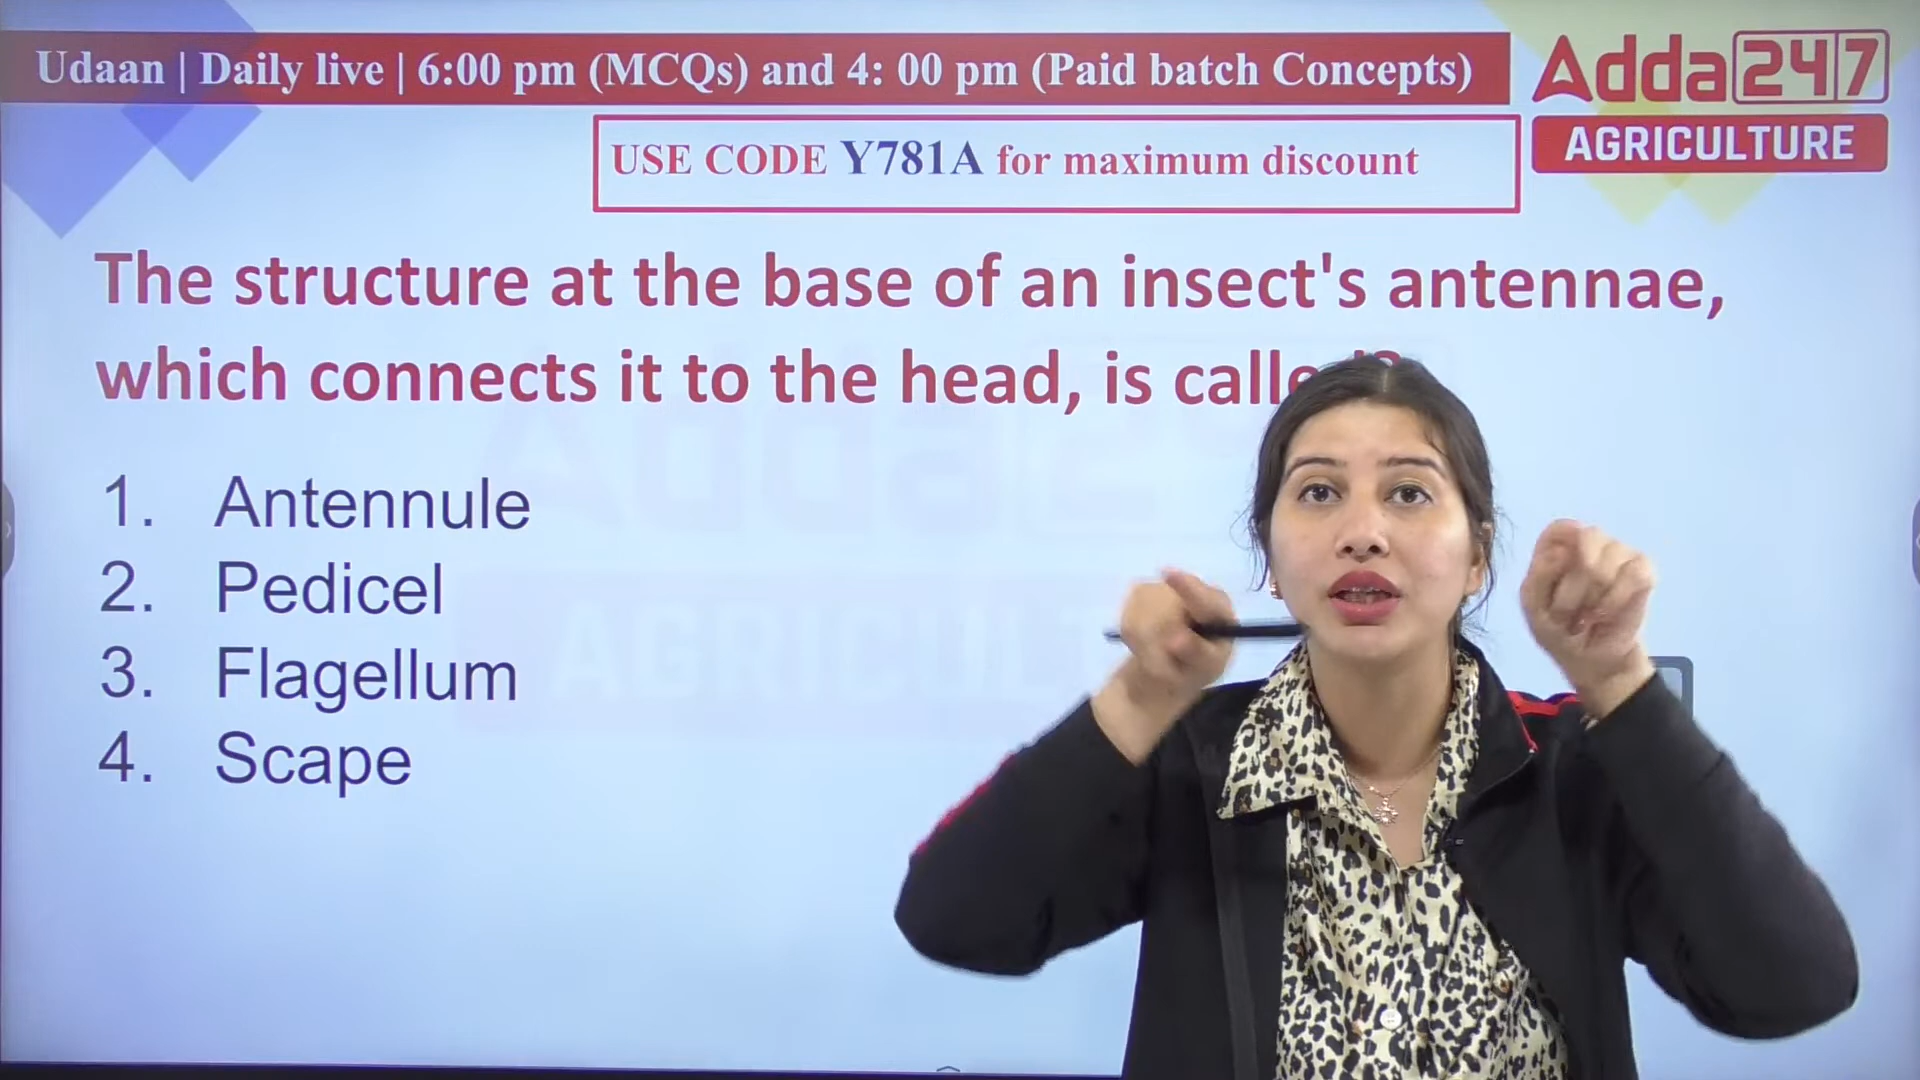 Udaan | Daily live | 6:00 pm (MCQs) and 4: 00 pm (Paid batch Concepts)
Adda247
AGRICULTURE
USE CODE Y781A for maximum discount
The structure at the base of an insect's antennae,
which connects it to the head, is called?
1. Antennule
2. Pedicel
3. Flagellum
4. Scape